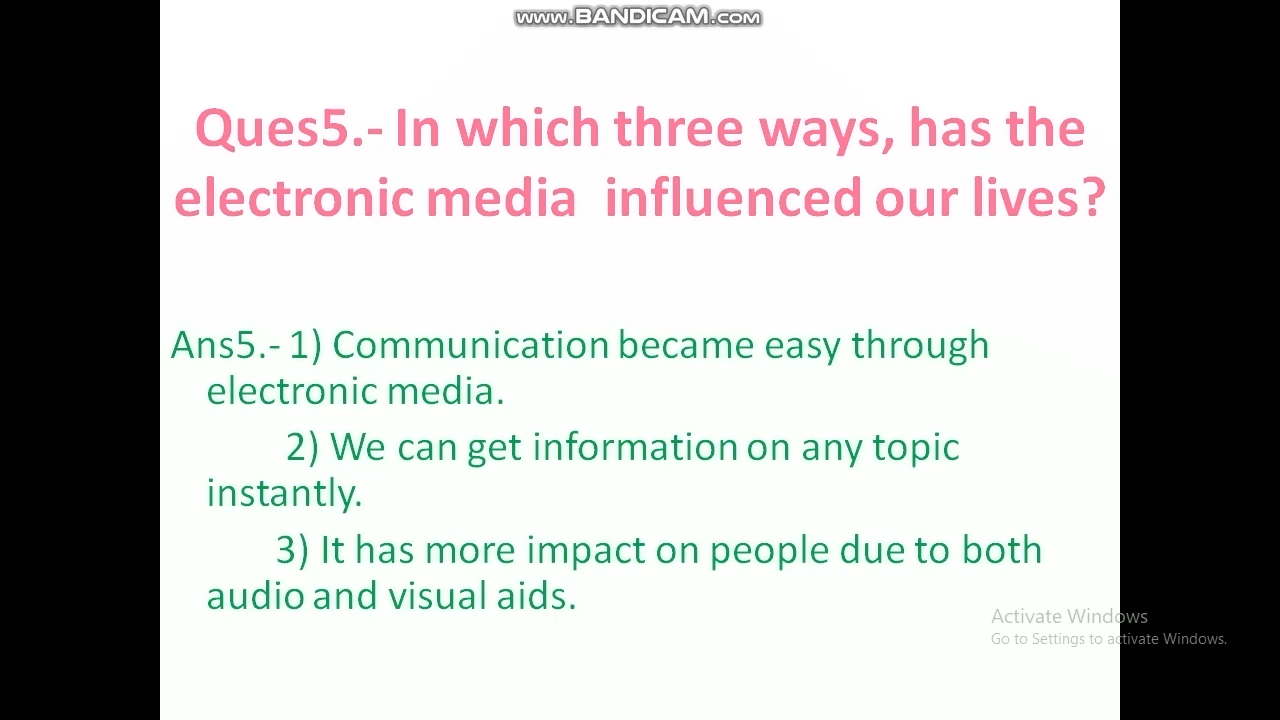 www.BANDICAM.com
Ques5.- In which three ways, has the
electronic media  influenced our lives?
Ans5.- 1) Communication became easy through
electronic media.
2) We can get information on any topic
instantly.
3) It has more impact on people due to both
audio and visual aids.
Activate Windows
Go to Settings to activate Windows.